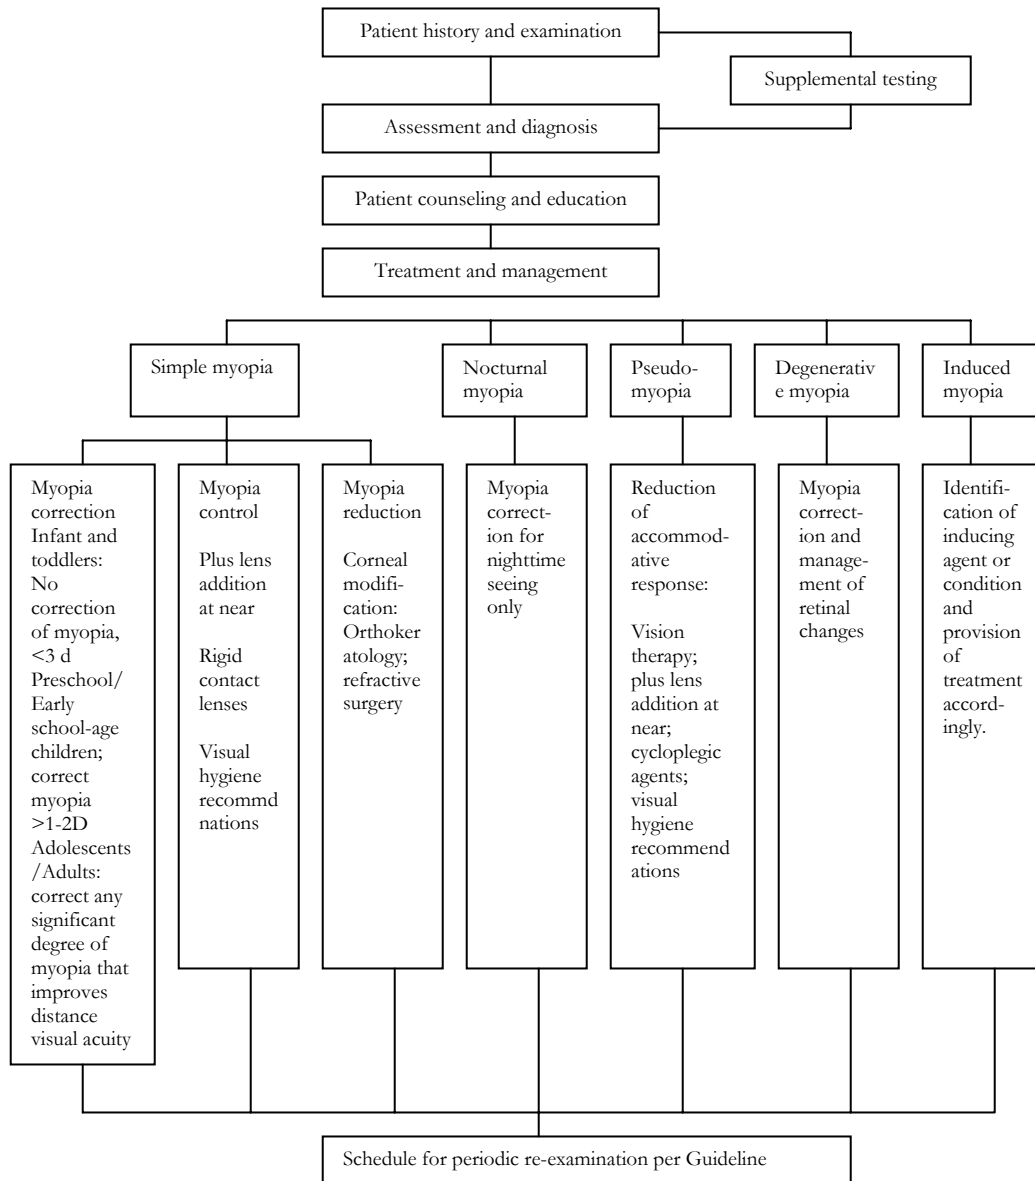 Patient history and examination
Supplemental testing
Assessment and diagnosis
Patient counseling and education
Treatment and management
Simple myopia
Nocturnal
myopia
Pseudo-
myopia
Degenerativ
e myopia
Induced
myopia
Myopia
correction
Infant and
toddlers:
No
correction
of myopia,
<3 d
Preschool/
Early
school-age
children;
correct
myopia
>1-2D
Adolescents
/Adults:
correct any
significant
degree of
myopia that
improves
distance
visual acuity
Myopia
control
Plus lens
addition
at near
Rigid
contact
lenses
Visual
hygiene
recommd
nations
Myopia
reduction
Corneal
modifi-
cation:
Orthoker
atology;
refractive
surgery
Myopia
correct-
ion for
nighttime
seeing
only
Reduction
of
accommod-
ative
response:
Vision
therapy;
plus lens
addition at
near;
cycloplegic
agents;
visual
hygiene
recommend
ations
Myopia
correct-
ion and
manage-
ment of
retinal
changes
Identifi-
cation of
inducing
agent or
condition
and
provision
of
treatment
accord-
ingly.
Schedule for periodic re-examination per Guideline